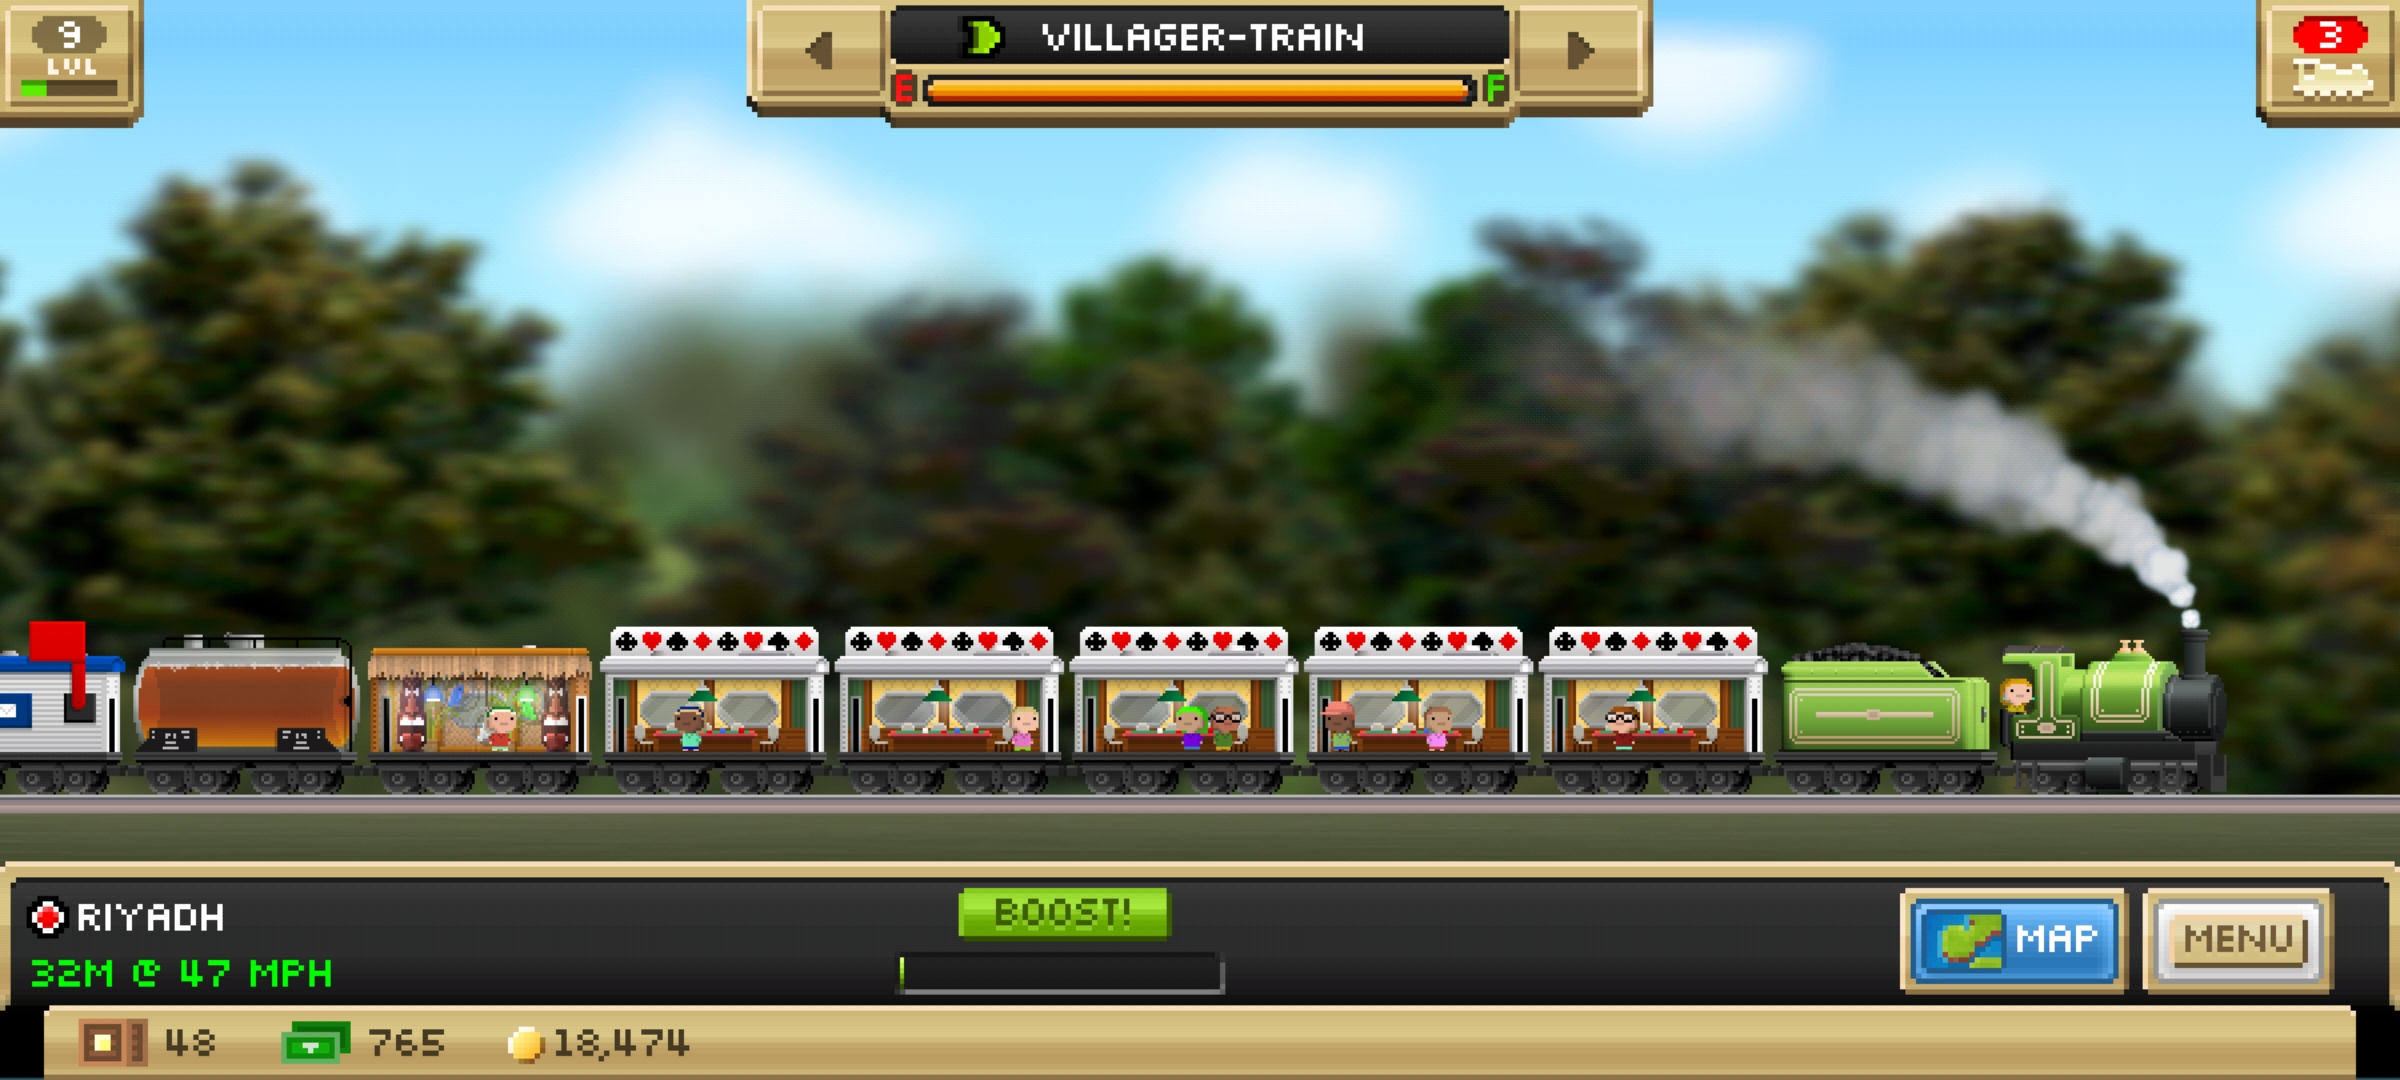 9
LVL
VILLAGER-TRAIN
E F
3
RIYADH
BOOST!
32M @ 47 MPH
MAP
MENU
48 765 18,474